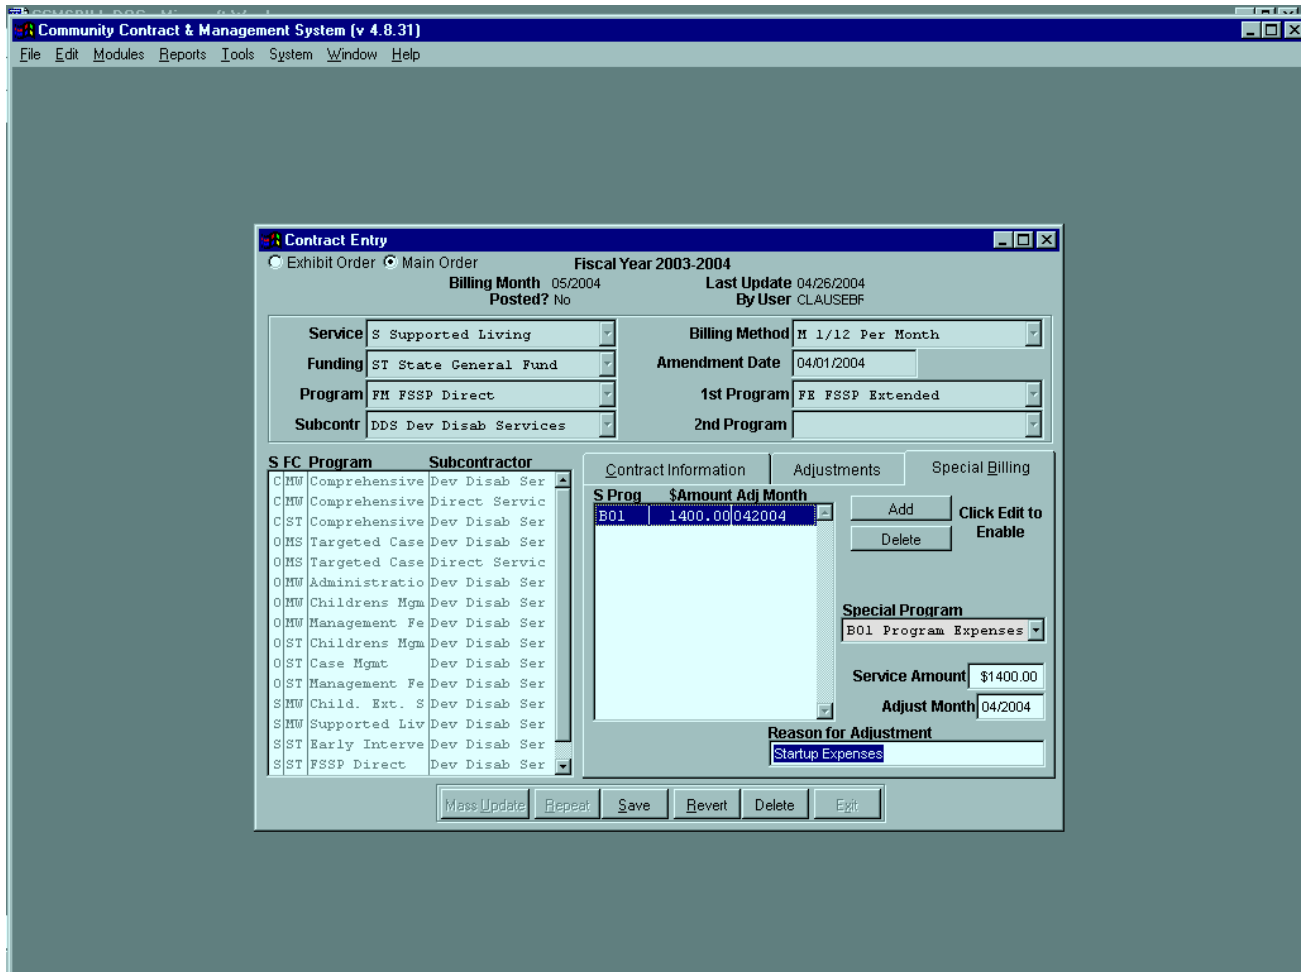 Community Contract & Management System (v 4.8.31)
File Edit Modules Reports Tools System Window Help
Contract Entry
Exhibit Order Main Order Fiscal Year 2003-2004
Billing Month 05/2004 Last Update 04/26/2004
Posted? No By User CLAUSEBF
Service S Supported Living Billing Method M 1/12 Per Month
Funding ST State General Fund Amendment Date 04/01/2004
Program FM FSSP Direct 1st Program FE FSSP Extended
Subcontr DDS Dev Disab Services 2nd Program
S FC Program Subcontractor
C MW Comprehensive Dev Disab Ser
C MW Comprehensive Direct Servic
C ST Comprehensive Dev Disab Ser
O MS Targeted Case Dev Disab Ser
O MS Targeted Case Direct Servic
O MW Administratio Dev Disab Ser
O MW Childrens Mgm Dev Disab Ser
O MW Management Fe Dev Disab Ser
O ST Childrens Mgm Dev Disab Ser
O ST Case Mgmt Dev Disab Ser
O ST Management Fe Dev Disab Ser
S MW Child. Ext. S Dev Disab Ser
S MW Supported Liv Dev Disab Ser
S ST Early Interve Dev Disab Ser
S ST FSSP Direct Dev Disab Ser
Contract Information Adjustments Special Billing
S Prog $Amount Adj Month
B01 1400.00 042004
Add Click Edit to
Delete Enable
Special Program
B01 Program Expenses
Service Amount $1400.00
Adjust Month 04/2004
Reason for Adjustment
Startup Expenses
Mass Update Repeat Save Revert Delete Exit